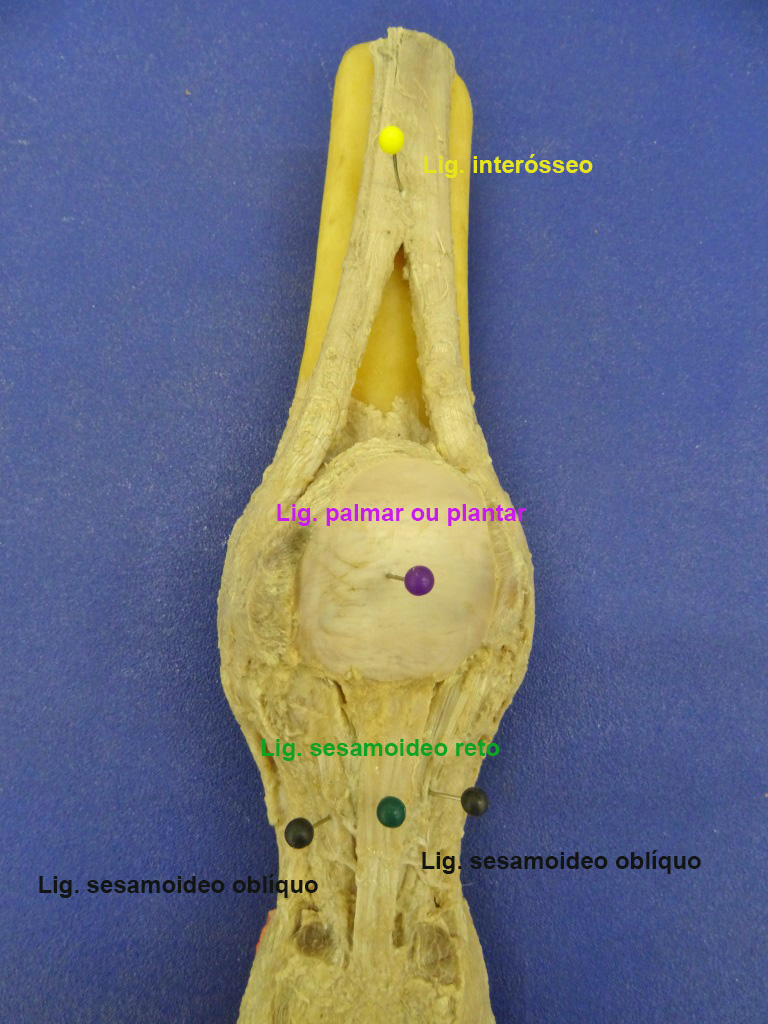 Lig. interósseo
Lig. palmar ou plantar
Lig. sesamoideo reto
Lig. sesamoideo oblíquo
Lig. sesamoideo oblíquo